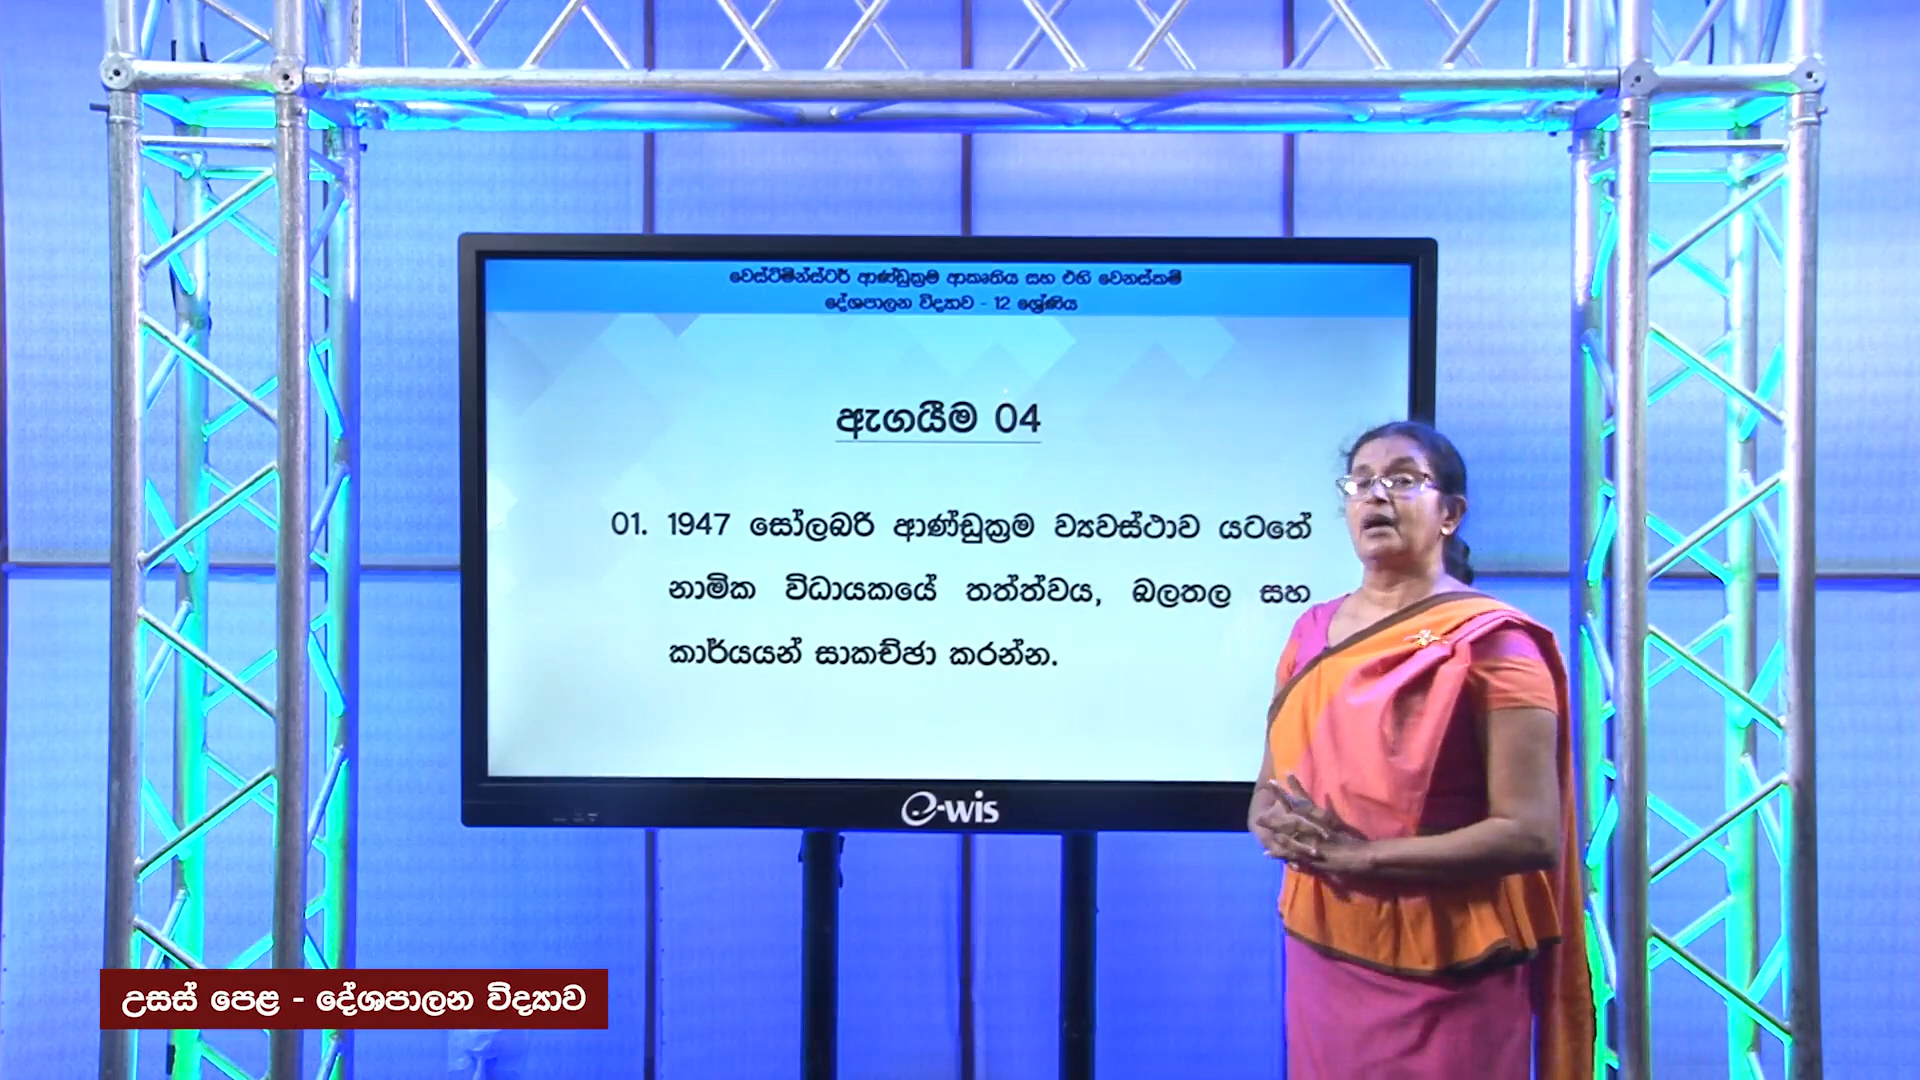 වෙස්ට්මින්ස්ටර් ආණ්ඩුක්‍රම ආකෘතිය සහ එහි වෙනස්කම්
දේශපාලන විද්‍යාව - 12 ශ්‍රේණිය
ඇගයීම 04
01. 1947 සෝල්බරි ආණ්ඩුක්‍රම ව්‍යවස්ථාව යටතේ
නාමික විධායකයේ තත්ත්වය, බලතල සහ
කාර්යයන් සාකච්ඡා කරන්න.
e-wis
උසස් පෙළ - දේශපාලන විද්‍යාව